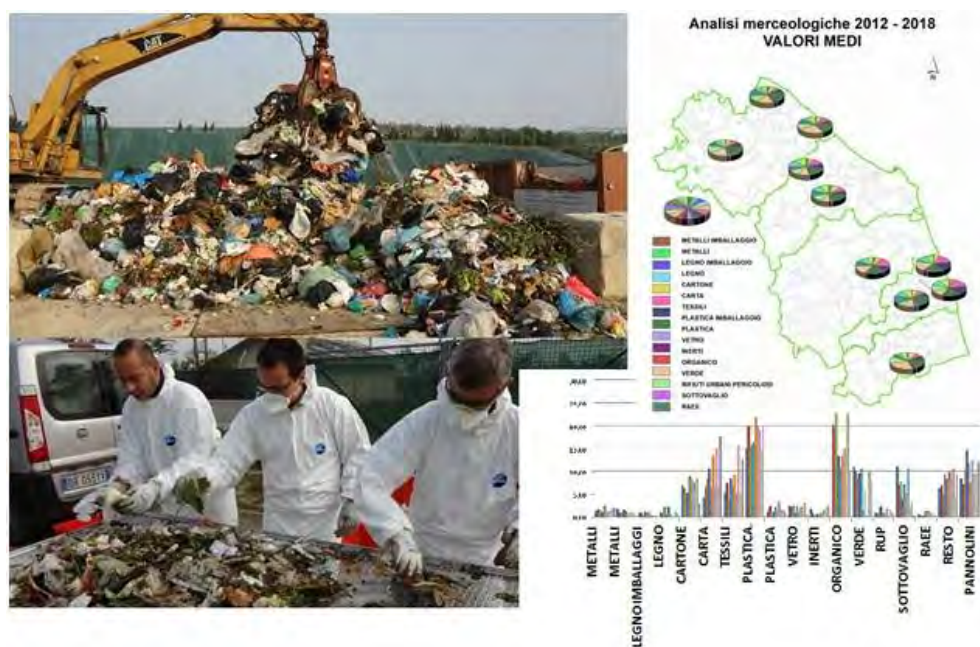 CAT
Analisi merceologiche 2012 - 2018
VALORI MEDI
N
METALLI IMBALLAGGIO
METALLI
LEGNO IMBALLAGGIO
LEGNO
CARTONE
CARTA
TESSILI
PLASTICA IMBALLAGGIO
PLASTICA
VETRO
INERTI
ORGANICO
VERDE
RIFIUTI URBANI PERICOLOSI
SOTTOVAGLIO
RAEE
METALLI
METALLI
LEGNO IMBALLAGGI
LEGNO
CARTONE
CARTA
TESSILI
PLASTICA
PLASTICA
VETRO
INERTI
ORGANICO
VERDE
RUP
SOTTOVAGLIO
RAEE
RESTO
PANNOLINI